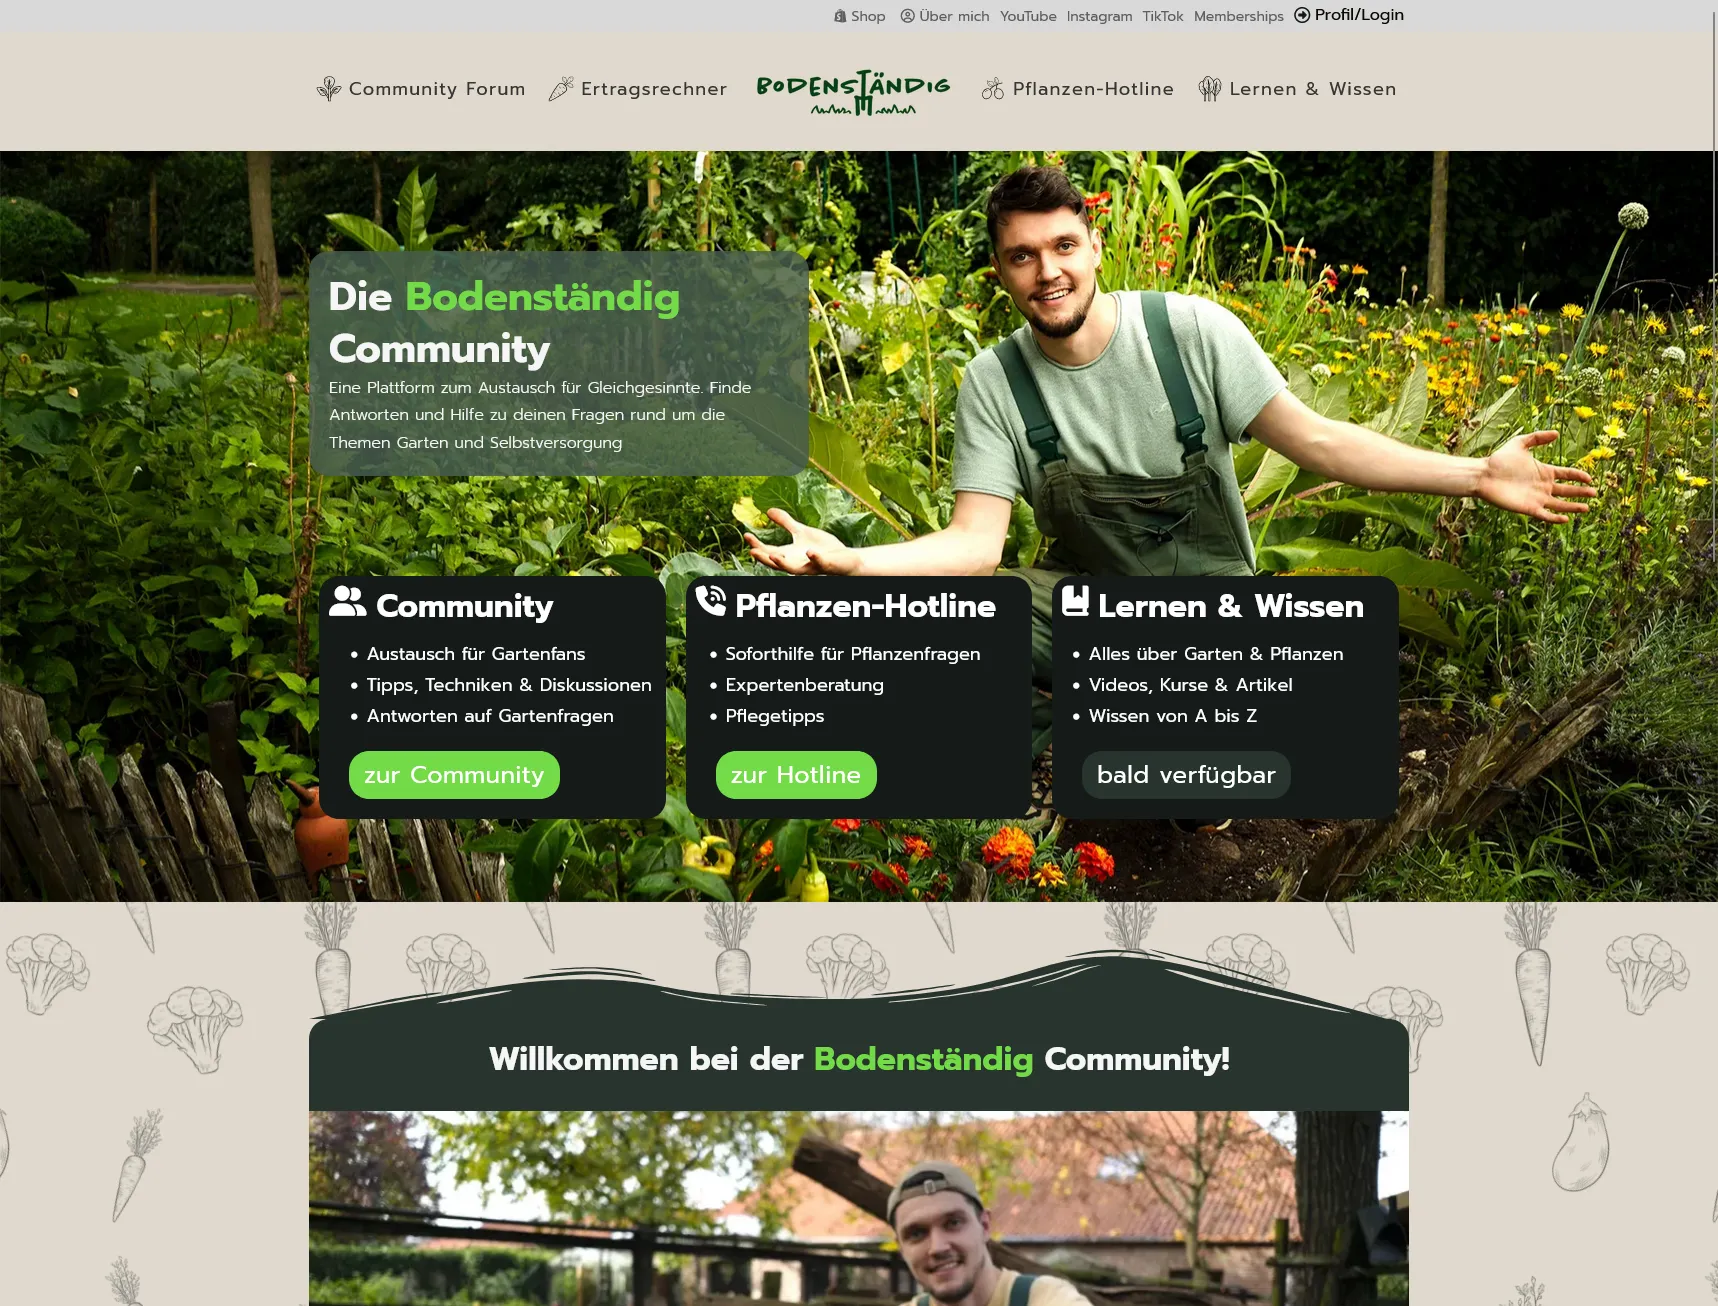 Shop Über mich YouTube Instagram TikTok Memberships Profil/Login
Community Forum Ertragsrechner BODENSTÄNDIG Pflanzen-Hotline Lernen & Wissen
Die Bodenständig
Community
Eine Plattform zum Austausch für Gleichgesinnte. Finde
Antworten und Hilfe zu deinen Fragen rund um die
Themen Garten und Selbstversorgung
Community
• Austausch für Gartenfans
• Tipps, Techniken & Diskussionen
• Antworten auf Gartenfragen
zur Community
Pflanzen-Hotline
• Soforthilfe für Pflanzenfragen
• Expertenberatung
• Pflegetipps
zur Hotline
Lernen & Wissen
• Alles über Garten & Pflanzen
• Videos, Kurse & Artikel
• Wissen von A bis Z
bald verfügbar
Willkommen bei der Bodenständig Community!